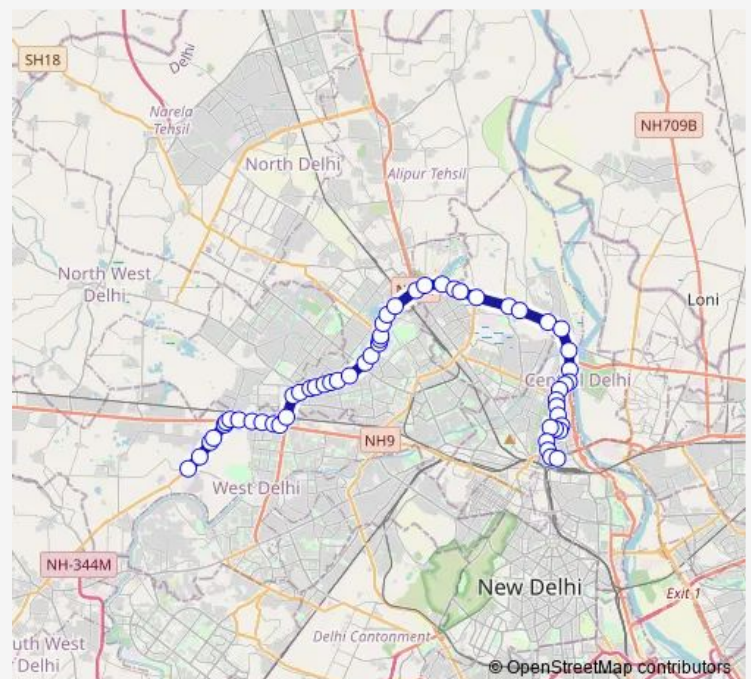 SH18
Delhi
Narela
Tehsil
NH709B
North Delhi
Alipur Tehsil
North West
Delhi
Loni
Central Delhi
NH9
West Delhi
NH-344M
New Delhi
Exit 1
Delhi Cantonment
uth West
Delhi
© OpenStreetMap contributors